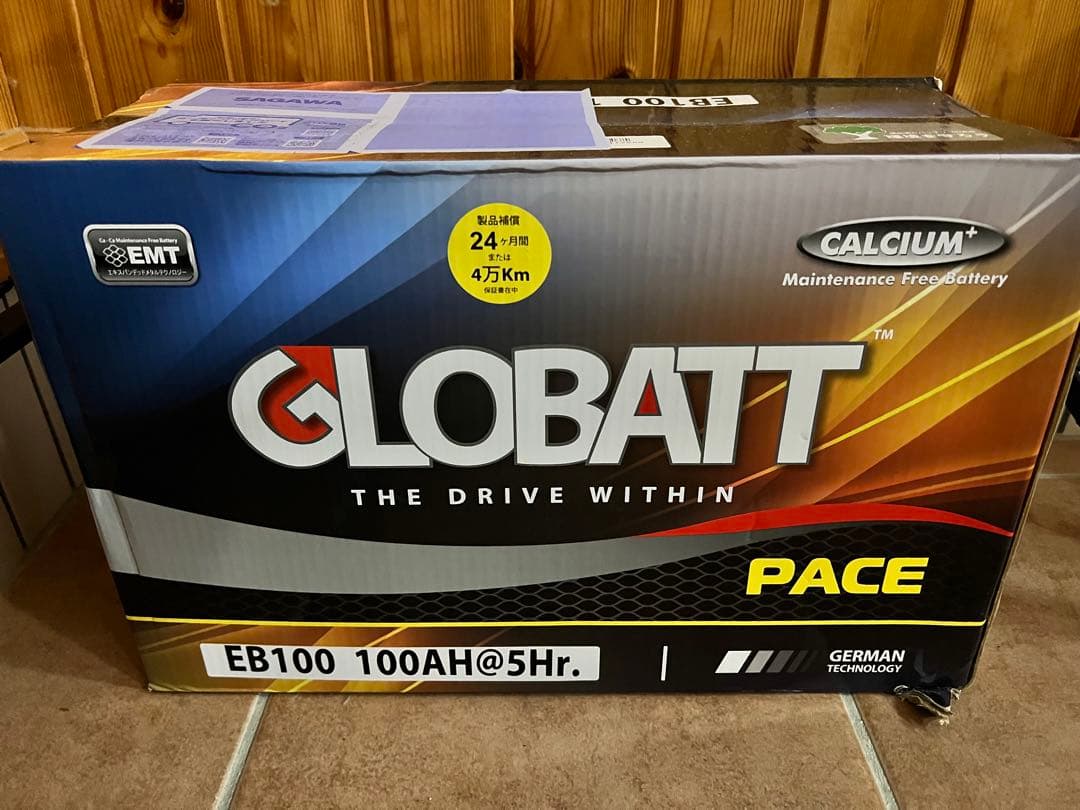 SAGAWA
EB100 1
Ca - Ca Maintenance Free Battery
EMT
エキスパンデッドメタルテクノロジー
製品補償
24ヶ月間
または
4万Km
保証書在中
CALCIUM+
Maintenance Free Battery
GLOBATT™
THE DRIVE WITHIN
PACE
EB100 100AH@5Hr.
GERMAN
TECHNOLOGY